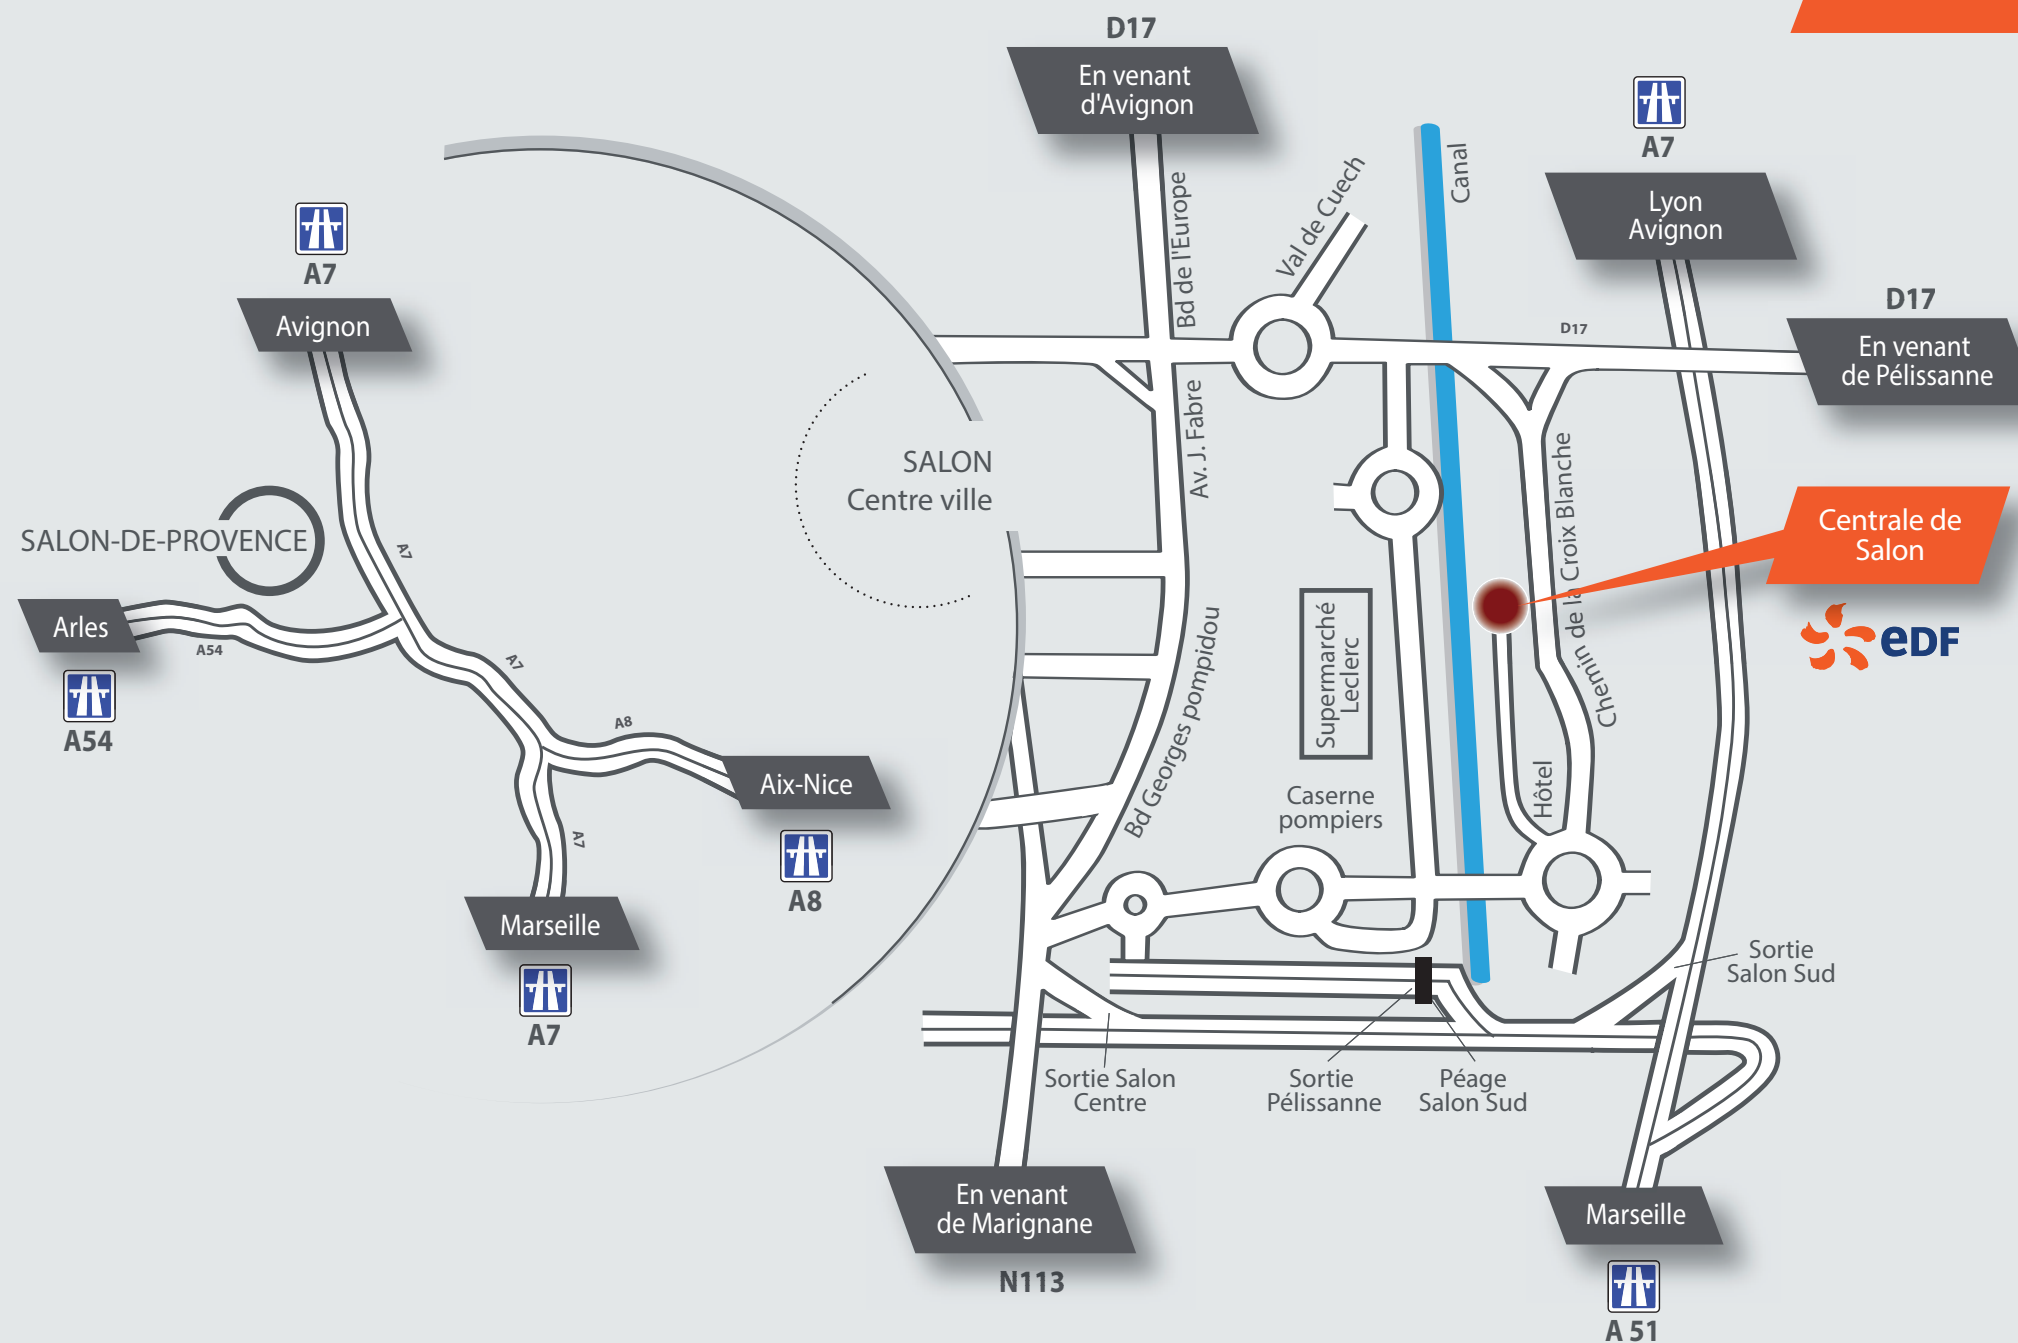 D17
En venant
d'Avignon
A7
Lyon
Avignon
D17
En venant
de Pélissanne
Bd de l'Europe
Val de Cuech
Canal
D17
A7
Avignon
SALON
Centre ville
Av. J. Fabre
Chemin de la Croix Blanche
Centrale de
Salon
eDF
SALON-DE-PROVENCE
A7
Arles
A54
A54
A7
A8
Aix-Nice
A8
A7
Marseille
A7
Bd Georges pompidou
Supermarché
Leclerc
Hôtel
Caserne
pompiers
Sortie
Salon Sud
Sortie Salon
Centre
Sortie
Pélissanne
Péage
Salon Sud
En venant
de Marignane
N113
Marseille
A 51